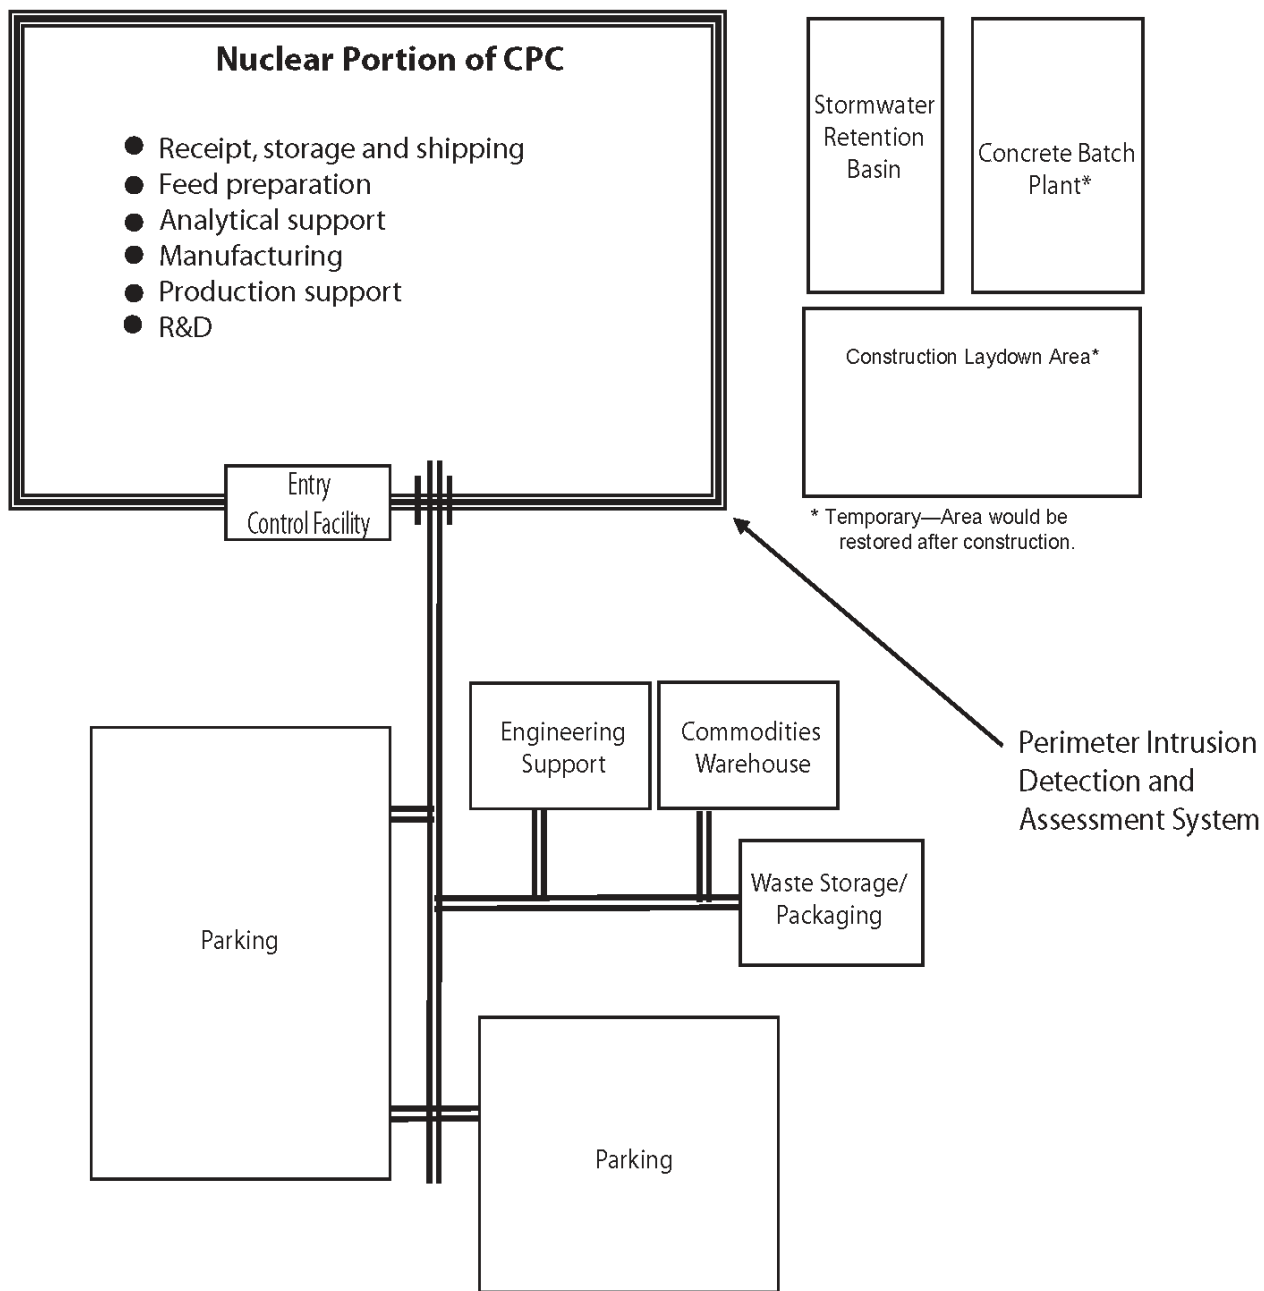 Nuclear Portion of CPC
● Receipt, storage and shipping
● Feed preparation
● Analytical support
● Manufacturing
● Production support
● R&D
Entry
Control Facility
Stormwater
Retention
Basin
Concrete Batch
Plant*
Construction Laydown Area*
* Temporary—Area would be
restored after construction.
Engineering
Support
Commodities
Warehouse
Perimeter Intrusion
Detection and
Assessment System
Waste Storage/
Packaging
Parking
Parking